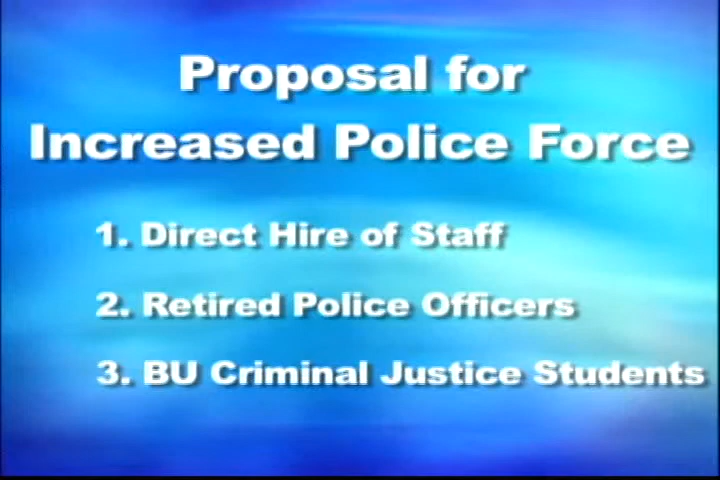 Proposal for
Increased Police Force
1. Direct Hire of Staff
2. Retired Police Officers
3. BU Criminal Justice Students